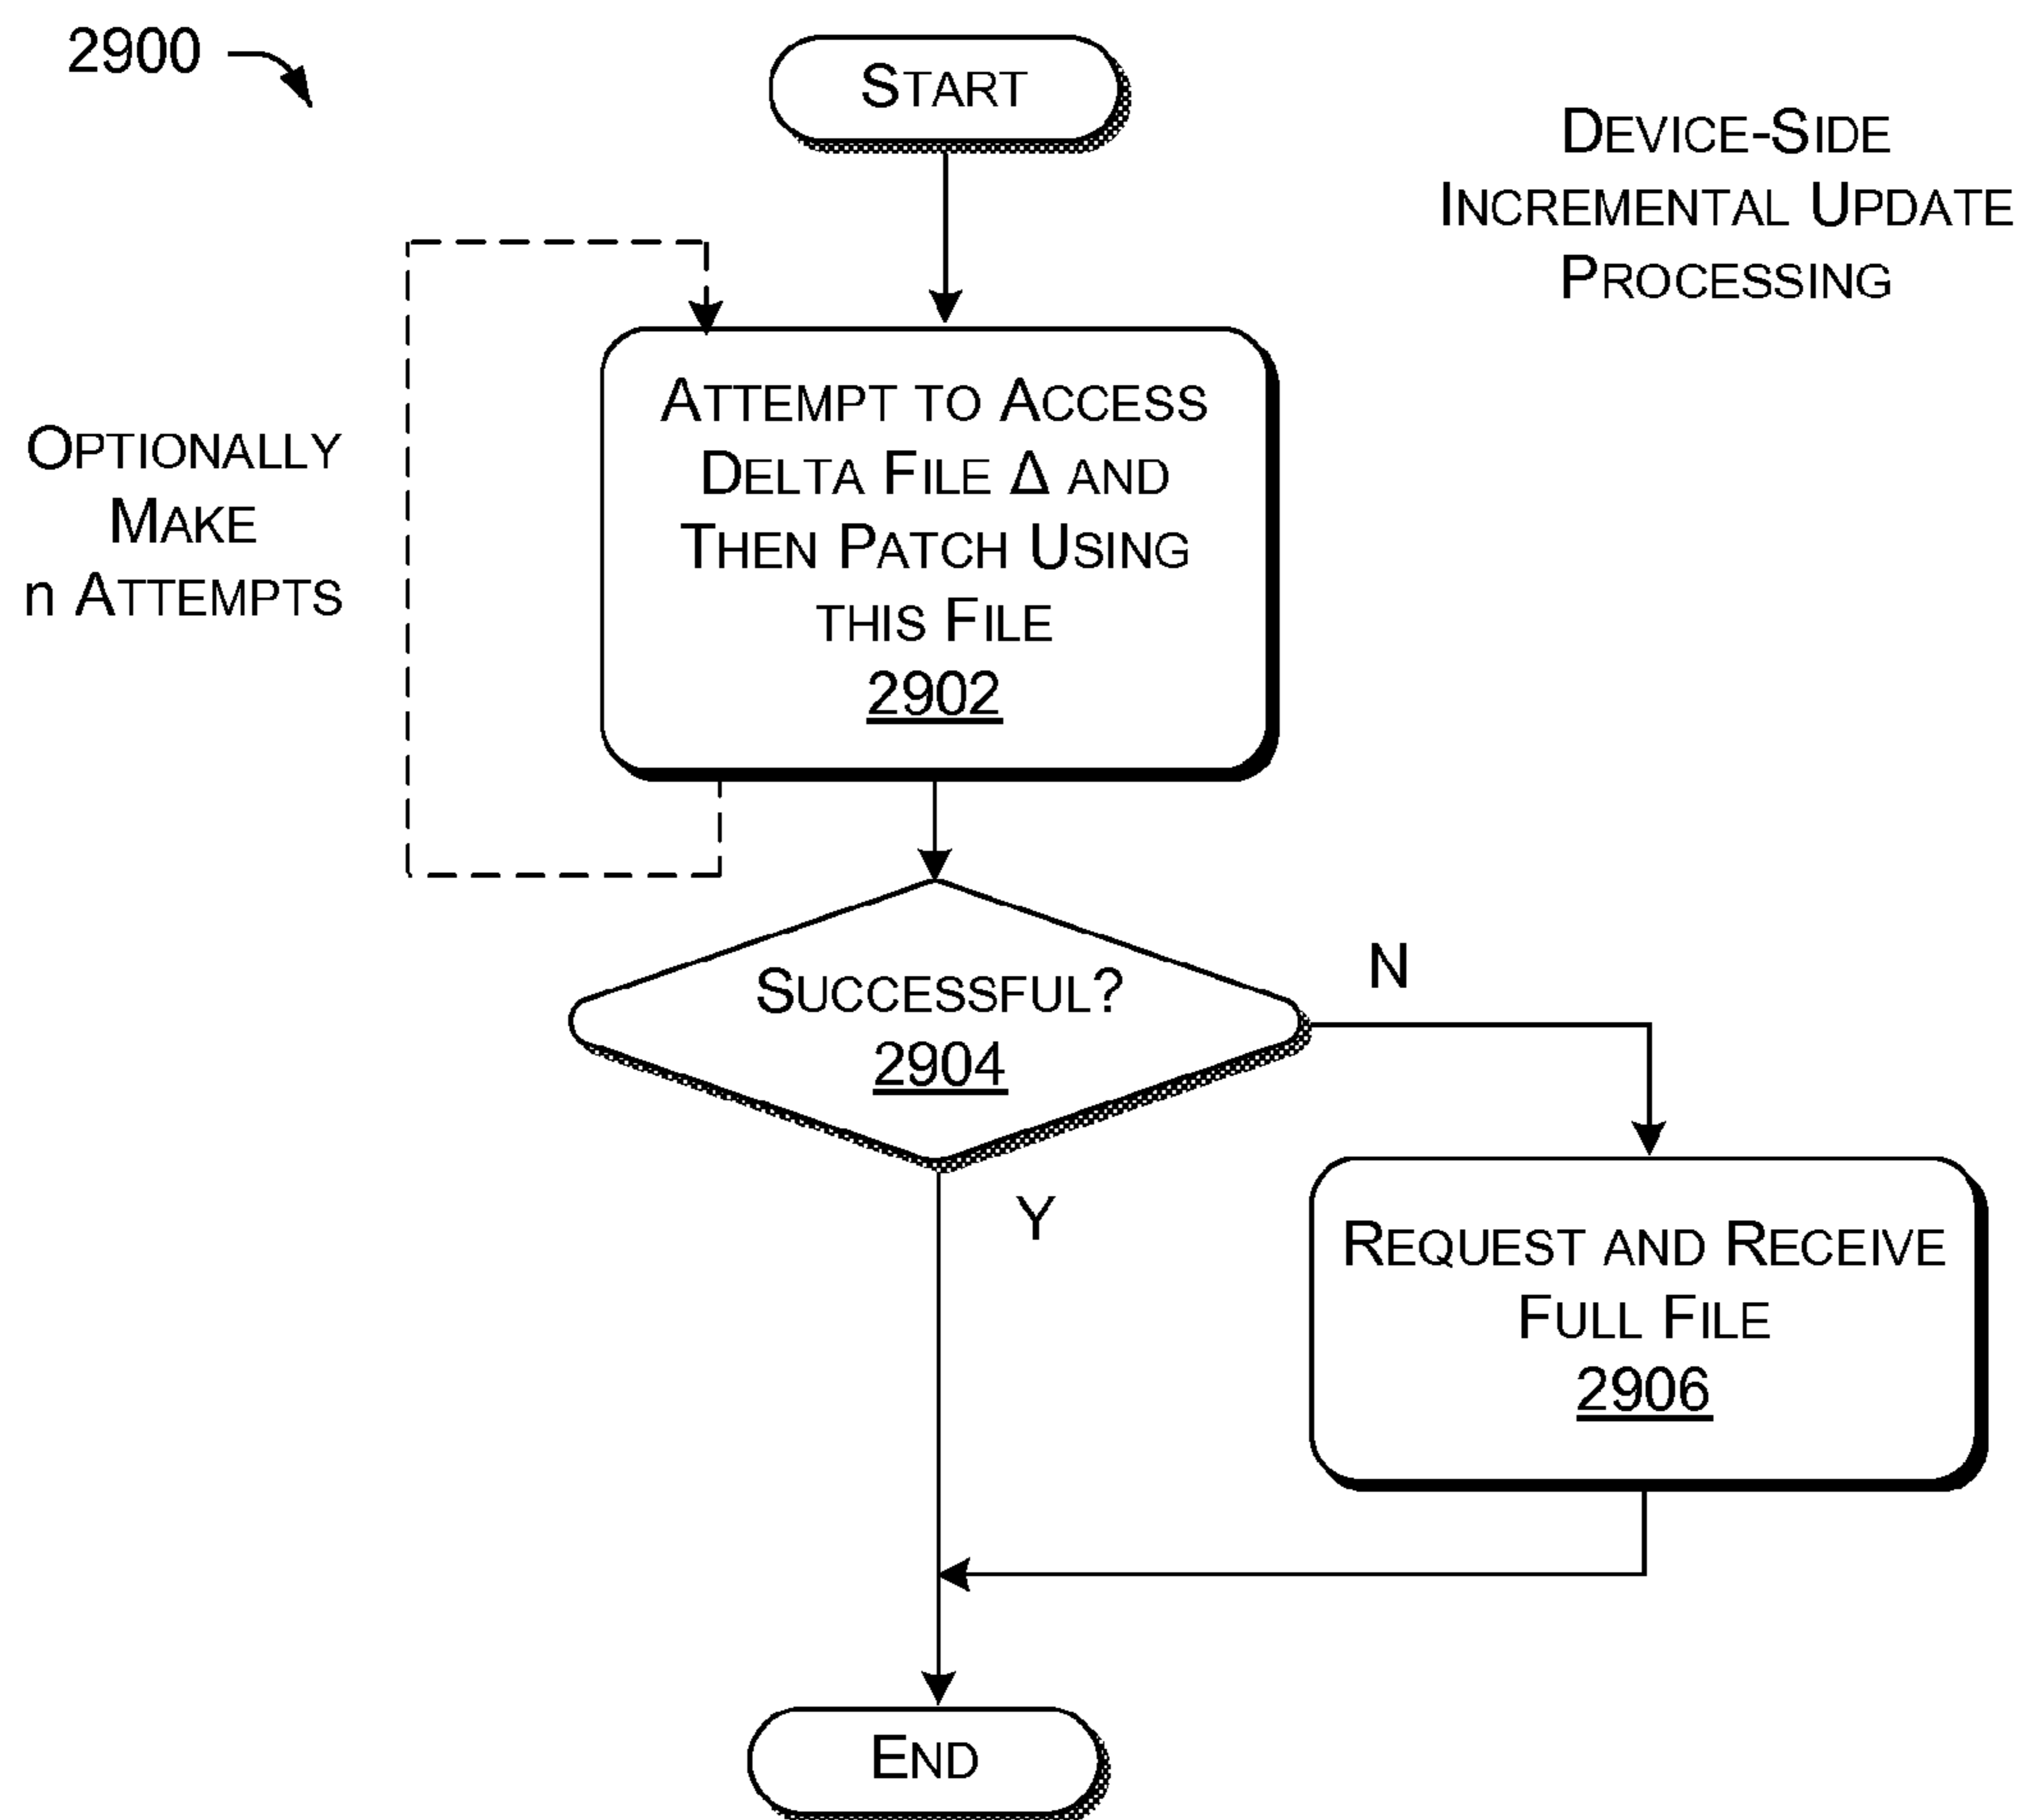 2900
START
DEVICE-SIDE
INCREMENTAL UPDATE
PROCESSING
ATTEMPT TO ACCESS
DELTA FILE Δ AND
THEN PATCH USING
THIS FILE
2902
OPTIONALLY
MAKE
n ATTEMPTS
SUCCESSFUL?
2904
N
Y
REQUEST AND RECEIVE
FULL FILE
2906
END